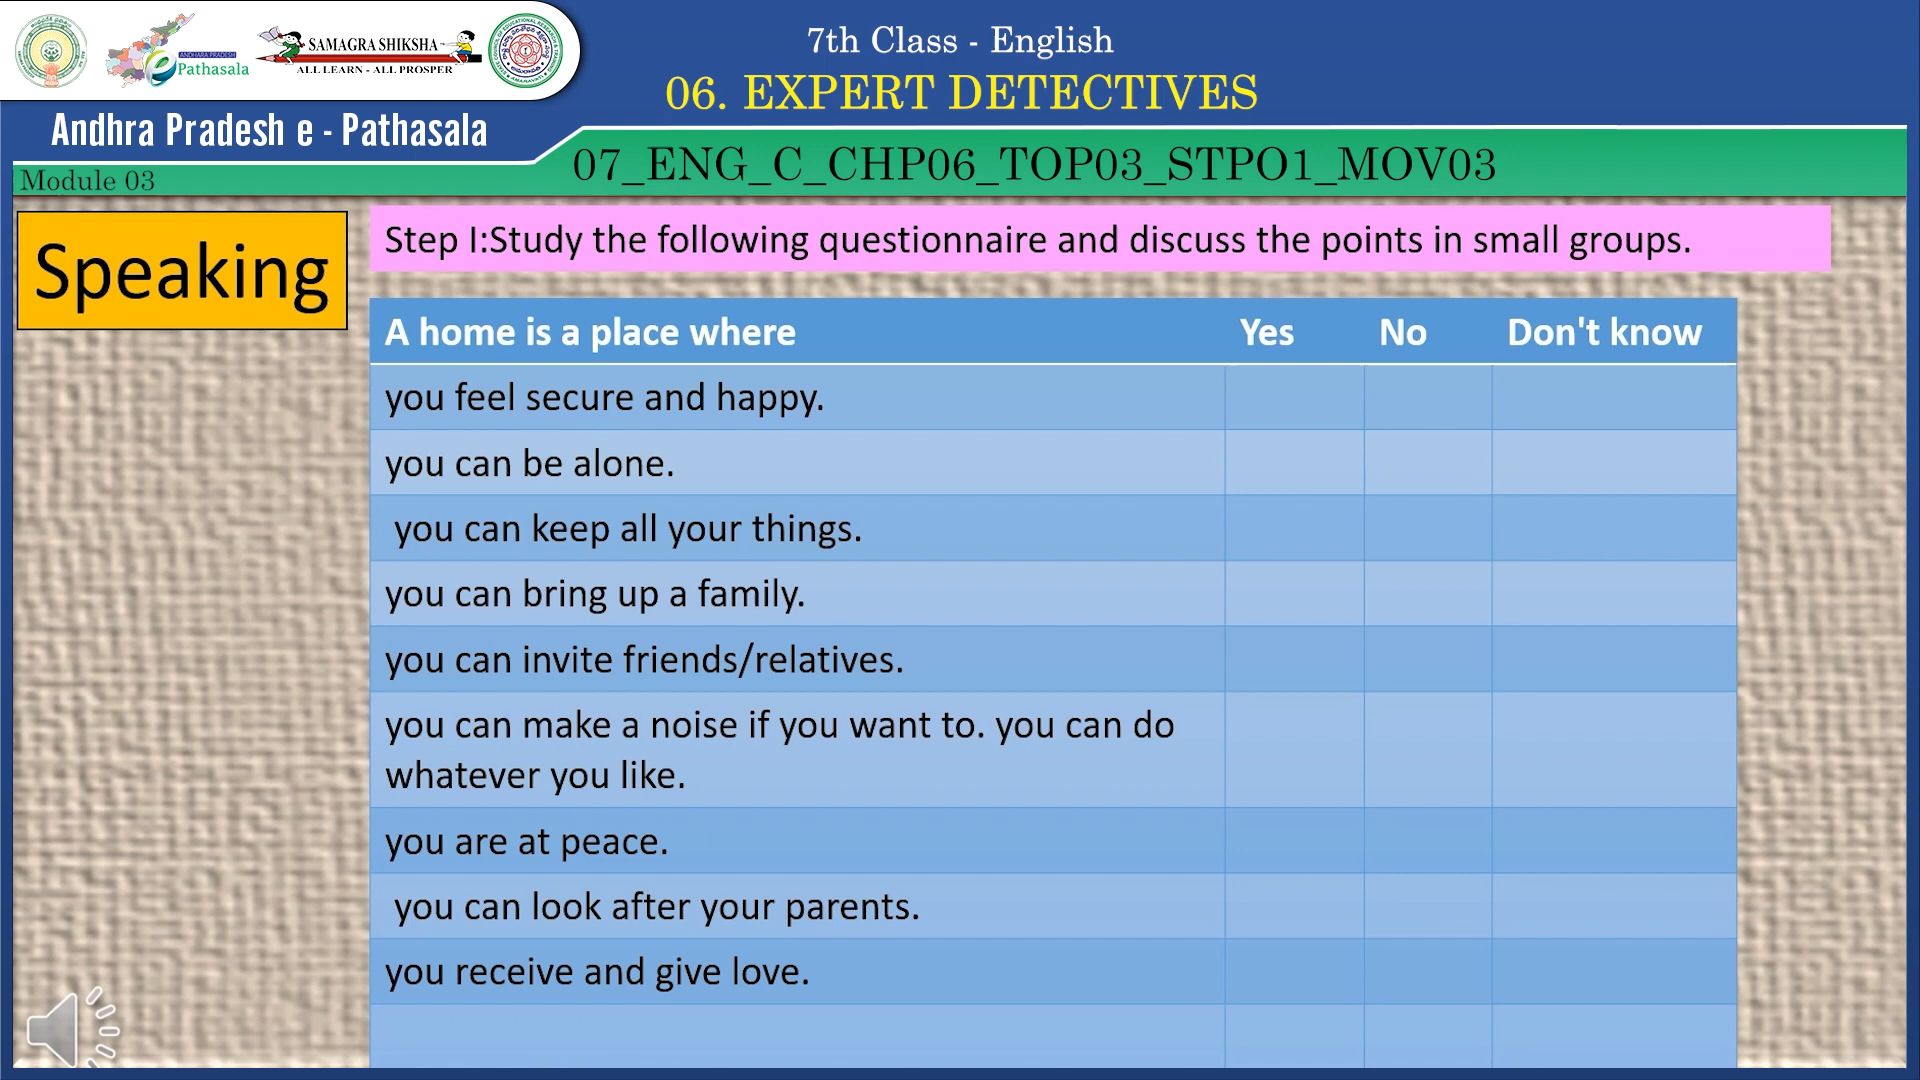 ANDHRA PRADESH
e Pathasala
SAMAGRA SHIKSHA
ALL LEARN - ALL PROSPER
7th Class - English
06. EXPERT DETECTIVES
Andhra Pradesh e - Pathasala
07_ENG_C_CHP06_TOP03_STPO1_MOV03
Module 03
Speaking
Step I:Study the following questionnaire and discuss the points in small groups.
A home is a place where Yes No Don't know
you feel secure and happy.
you can be alone.
you can keep all your things.
you can bring up a family.
you can invite friends/relatives.
you can make a noise if you want to. you can do
whatever you like.
you are at peace.
you can look after your parents.
you receive and give love.